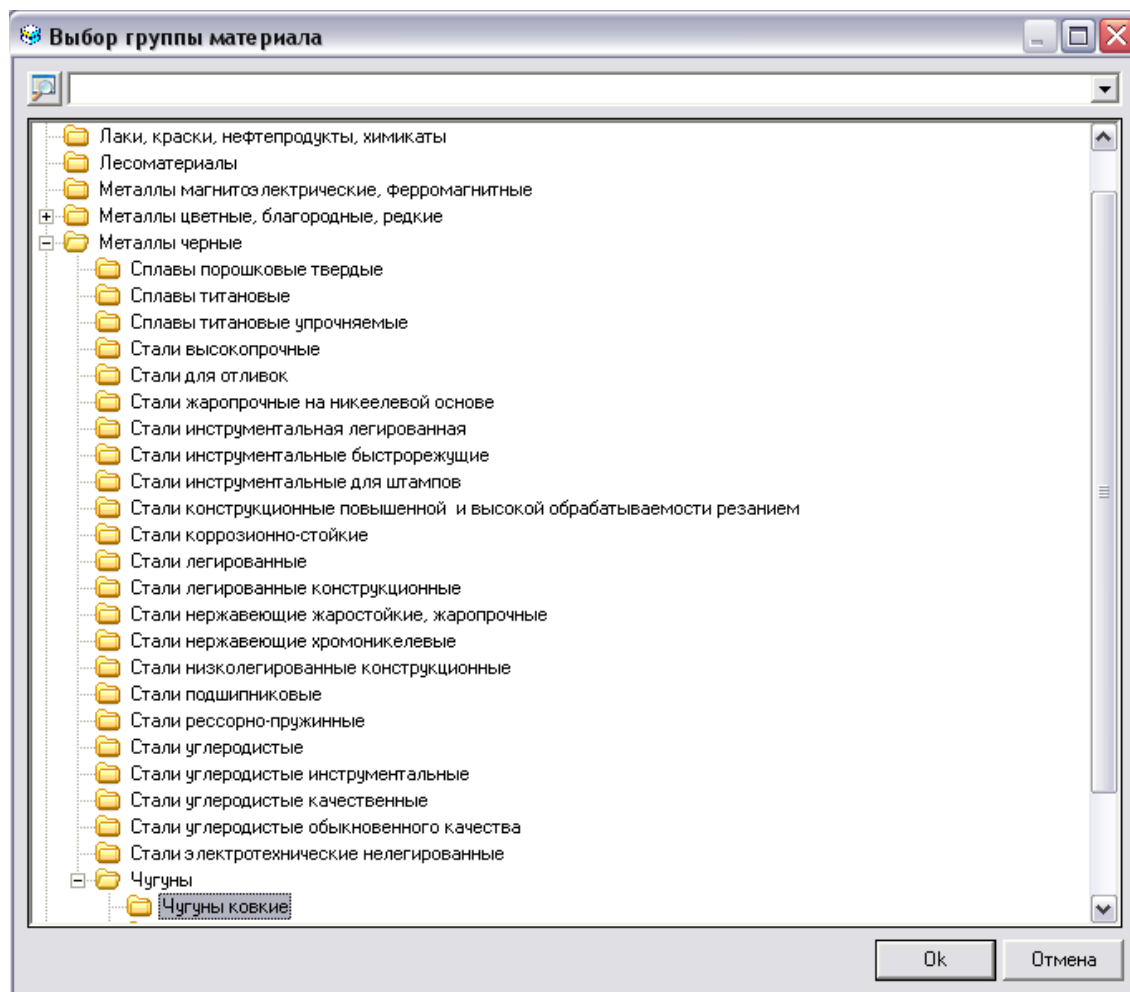 Выбор группы материала
Лаки, краски, нефтепродукты, химикаты
Лесоматериалы
Металлы магнитоэлектрические, ферромагнитные
Металлы цветные, благородные, редкие
Металлы черные
Сплавы порошковые твердые
Сплавы титановые
Сплавы титановые упрочняемые
Стали высокопрочные
Стали для отливок
Стали жаропрочные на никеелевой основе
Стали инструментальная легированная
Стали инструментальные быстрорежущие
Стали инструментальные для штампов
Стали конструкционные повышенной и высокой обрабатываемости резанием
Стали коррозионно-стойкие
Стали легированные
Стали легированные конструкционные
Стали нержавеющие жаростойкие, жаропрочные
Стали нержавеющие хромоникелевые
Стали низколегированные конструкционные
Стали подшипниковые
Стали рессорно-пружинные
Стали углеродистые
Стали углеродистые инструментальные
Стали углеродистые качественные
Стали углеродистые обыкновенного качества
Стали электротехнические нелегированные
Чугуны
Чугуны ковкие
Ok Отмена